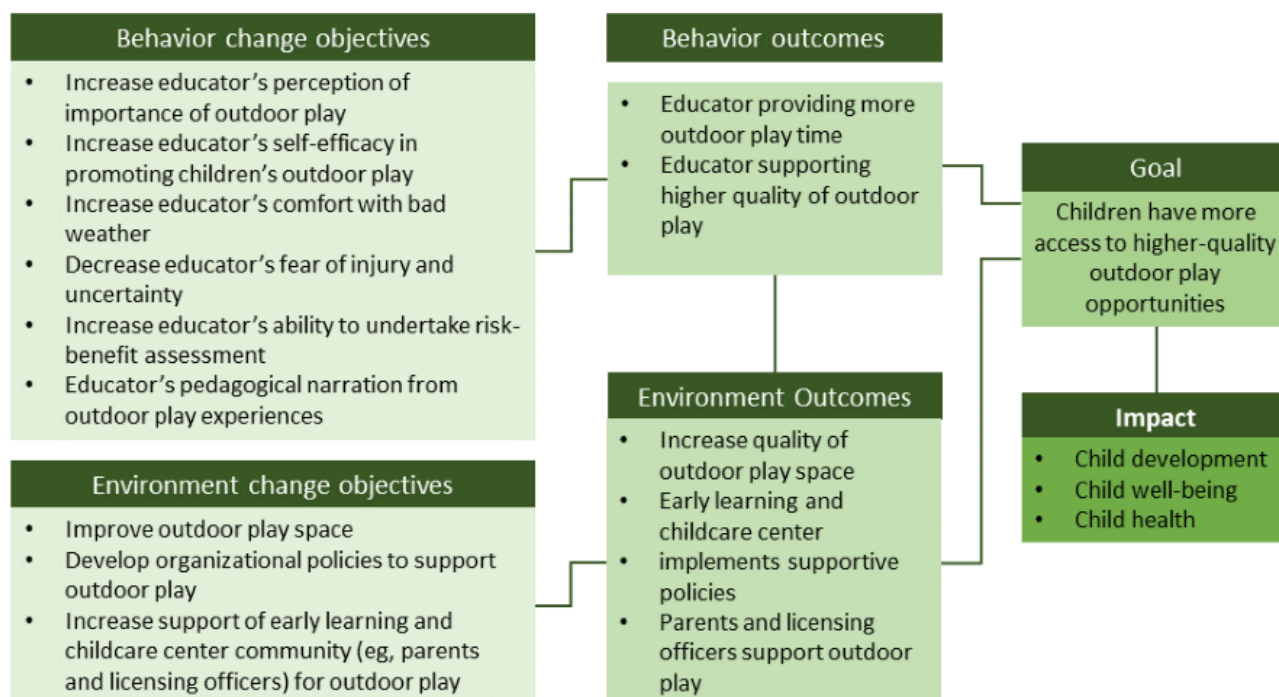 Behavior change objectives
• Increase educator's perception of
importance of outdoor play
• Increase educator's self-efficacy in
promoting children's outdoor play
• Increase educator's comfort with bad
weather
• Decrease educator's fear of injury and
uncertainty
• Increase educator's ability to undertake risk-
benefit assessment
• Educator's pedagogical narration from
outdoor play experiences
Environment change objectives
• Improve outdoor play space
• Develop organizational policies to support
outdoor play
• Increase support of early learning and
childcare center community (eg, parents
and licensing officers) for outdoor play
Behavior outcomes
• Educator providing more
outdoor play time
• Educator supporting
higher quality of outdoor
play
Environment Outcomes
• Increase quality of
outdoor play space
• Early learning and
childcare center
• implements supportive
policies
• Parents and licensing
officers support outdoor
play
Goal
Children have more
access to higher-quality
outdoor play
opportunities
Impact
• Child development
• Child well-being
• Child health